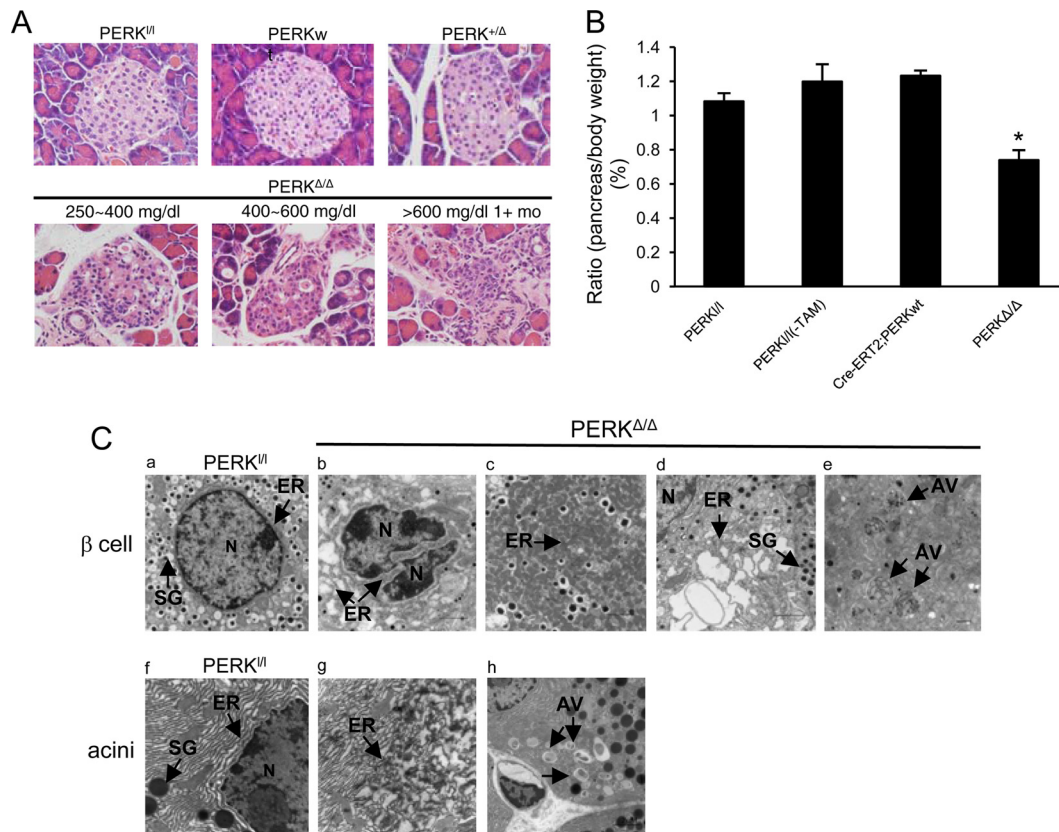 A
PERKl/l
PERKw
t
PERK+/Δ
PERKΔ/Δ
250~400 mg/dl
400~600 mg/dl
>600 mg/dl 1+ mo
B
Ratio (pancreas/body weight)
(%)
1.4
1.2
1
0.8
0.6
0.4
0.2
0
*
PERKl/l
PERKl/l(-TAM)
Cre-ERT2;PERKwt
PERKΔ/Δ
C
PERKΔ/Δ
a PERKl/l
b
c
d
e
β cell
ER
N
SG
N
N
ER
ER
N
ER
SG
AV
AV
f PERKl/l
g
h
acini
ER
SG
N
ER
AV